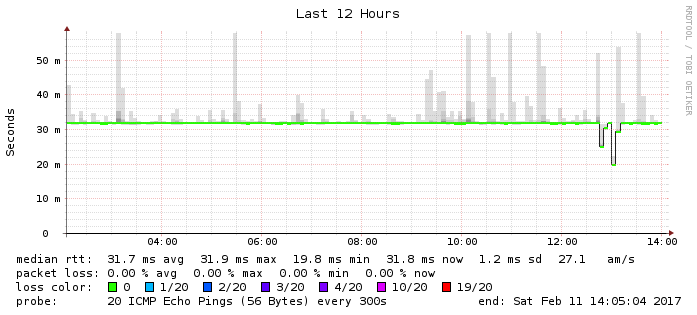 Last 12 Hours
RRDTOOL / TOBI OETIKER
Seconds
50 m
40 m
30 m
20 m
10 m
0
04:00 06:00 08:00 10:00 12:00 14:00
median rtt: 31.7 ms avg 31.9 ms max 19.8 ms min 31.8 ms now 1.2 ms sd 27.1 am/s
packet loss: 0.00 % avg 0.00 % max 0.00 % min 0.00 % now
loss color: 0 1/20 2/20 3/20 4/20 10/20 19/20
probe: 20 ICMP Echo Pings (56 Bytes) every 300s end: Sat Feb 11 14:05:04 2017